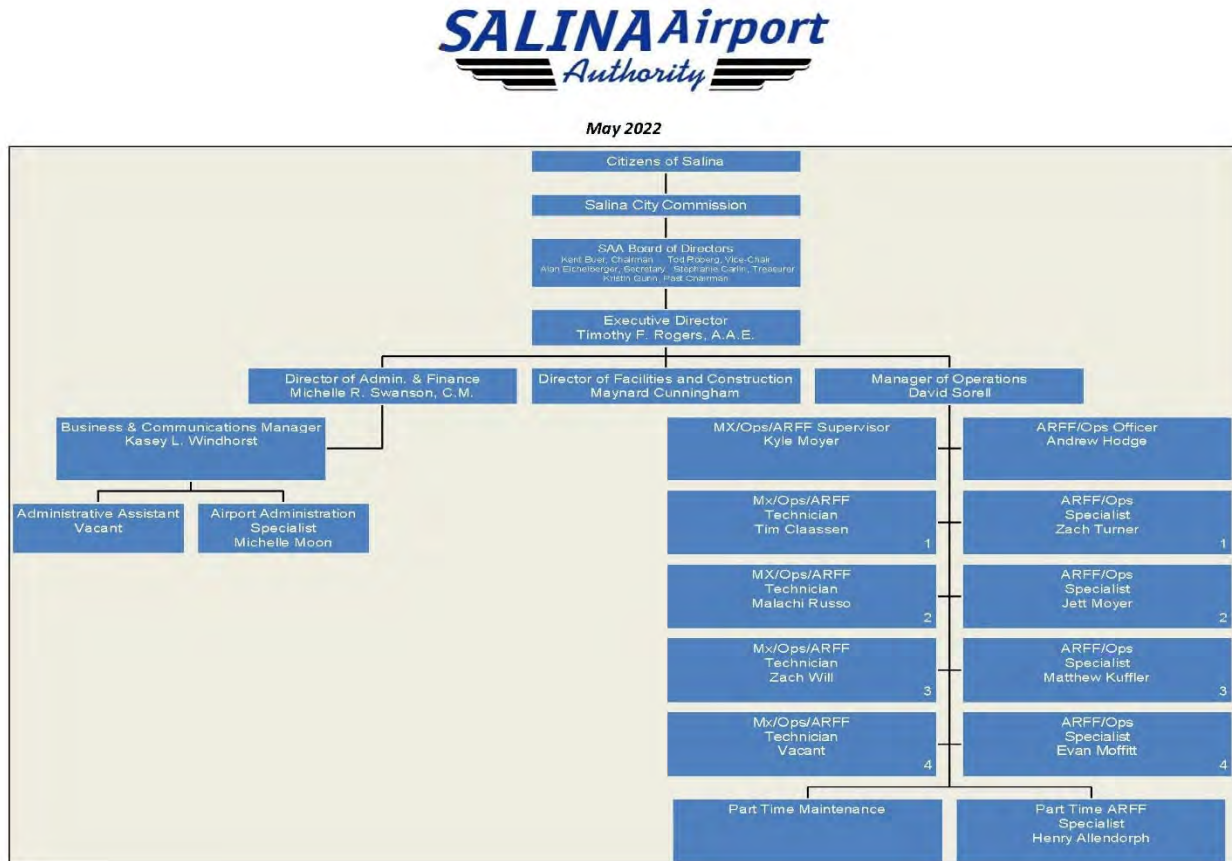 SALINA Airport
Authority
May 2022
Citizens of Salina
Salina City Commission
SAA Board of Directors
Kent Buer, Chairman Tod Roberg, Vice-Chair
Alan Eichelberger, Secretary Stephanie Carlin, Treasurer
Kristin Gunn, Past Chairman
Executive Director
Timothy F. Rogers, A.A.E.
Director of Admin. & Finance
Michelle R. Swanson, C.M.
Director of Facilities and Construction
Maynard Cunningham
Manager of Operations
David Sorell
Business & Communications Manager
Kasey L. Windhorst
Administrative Assistant
Vacant
Airport Administration
Specialist
Michelle Moon
MX/Ops/ARFF Supervisor
Kyle Moyer
ARFF/Ops Officer
Andrew Hodge
Mx/Ops/ARFF
Technician
Tim Claassen
1
ARFF/Ops
Specialist
Zach Turner
1
MX/Ops/ARFF
Technician
Malachi Russo
2
ARFF/Ops
Specialist
Jett Moyer
2
Mx/Ops/ARFF
Technician
Zach Will
3
ARFF/Ops
Specialist
Matthew Kuffler
3
Mx/Ops/ARFF
Technician
Vacant
4
ARFF/Ops
Specialist
Evan Moffitt
4
Part Time Maintenance
Part Time ARFF
Specialist
Henry Allendorph